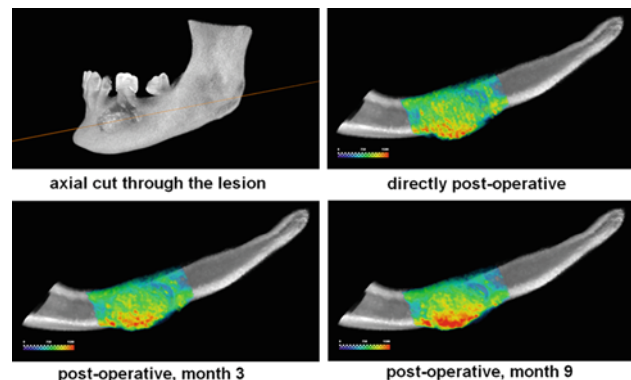 axial cut through the lesion
directly post-operative
post-operative, month 3
post-operative, month 9